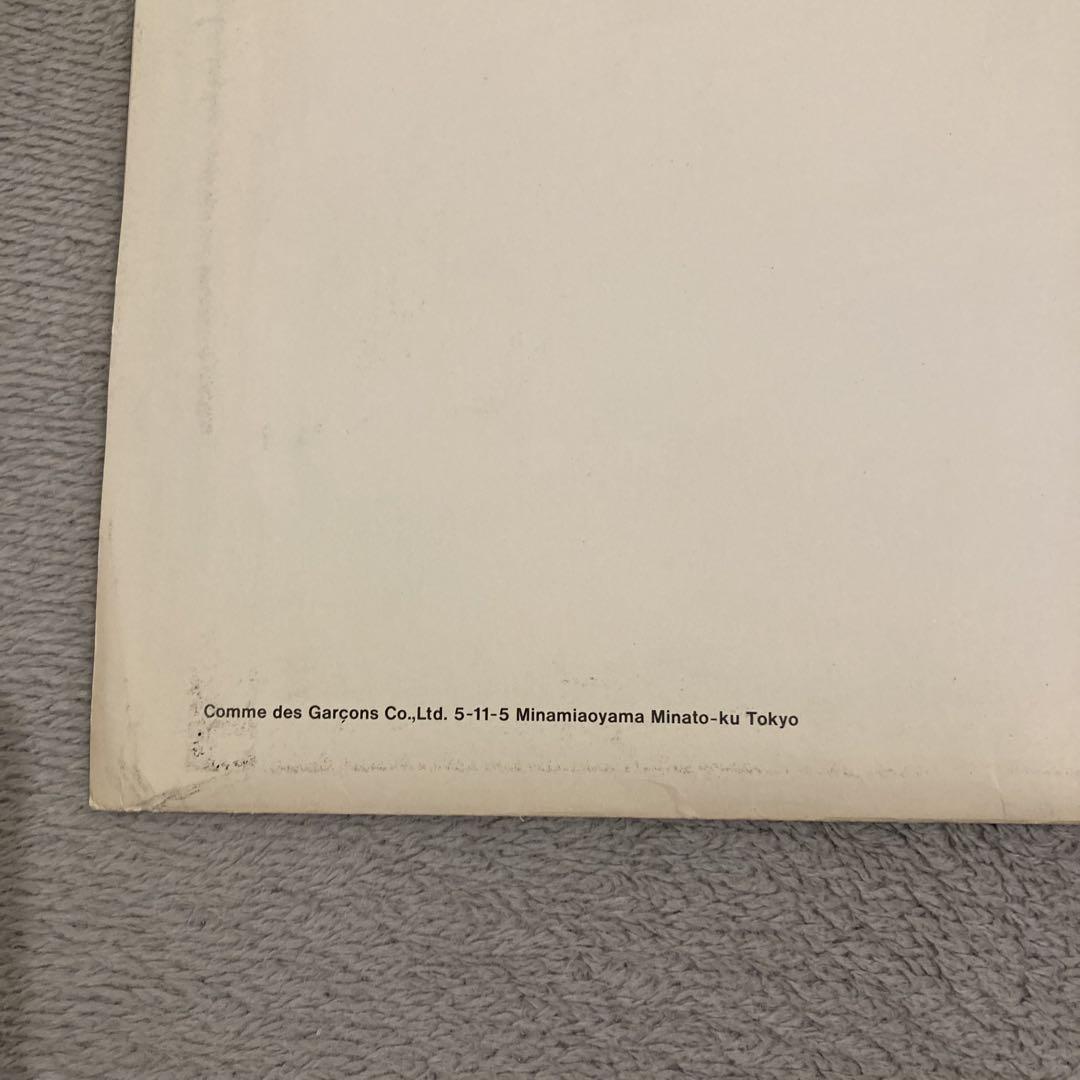 Comme des Garçons Co.,Ltd. 5-11-5 Minamiaoyama Minato-ku Tokyo